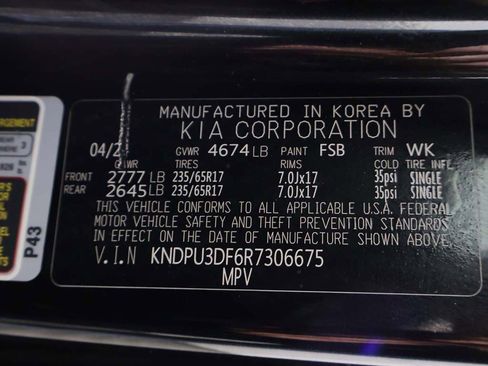 MANUFACTURED IN KOREA BY
KIA CORPORATION
04/2 GVWR 4674 LB PAINT FSB TRIM WK
GAWR TIRES RIMS COLD TIRE INFL.
FRONT 2777 LB 235/65R17 7.0Jx17 35psi SINGLE
REAR 2645 LB 235/65R17 7.0Jx17 35psi SINGLE
THIS VEHICLE CONFORMS TO ALL APPLICABLE U.S.A. FEDERAL
MOTOR VEHICLE SAFETY AND THEFT PREVENTION STANDARDS
IN EFFECT ON THE DATE OF MANUFACTURE SHOWN ABOVE.
V.I.N KNDPU3DF6R7306675
MPV
P43